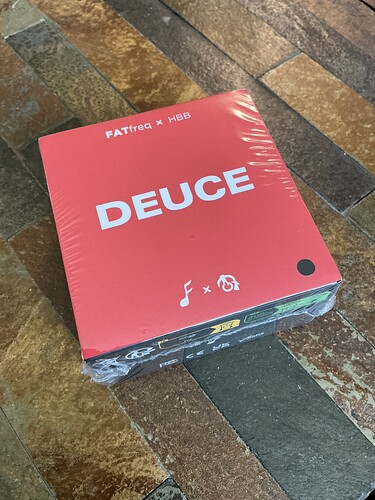 FATfreq × HBB
DEUCE
×